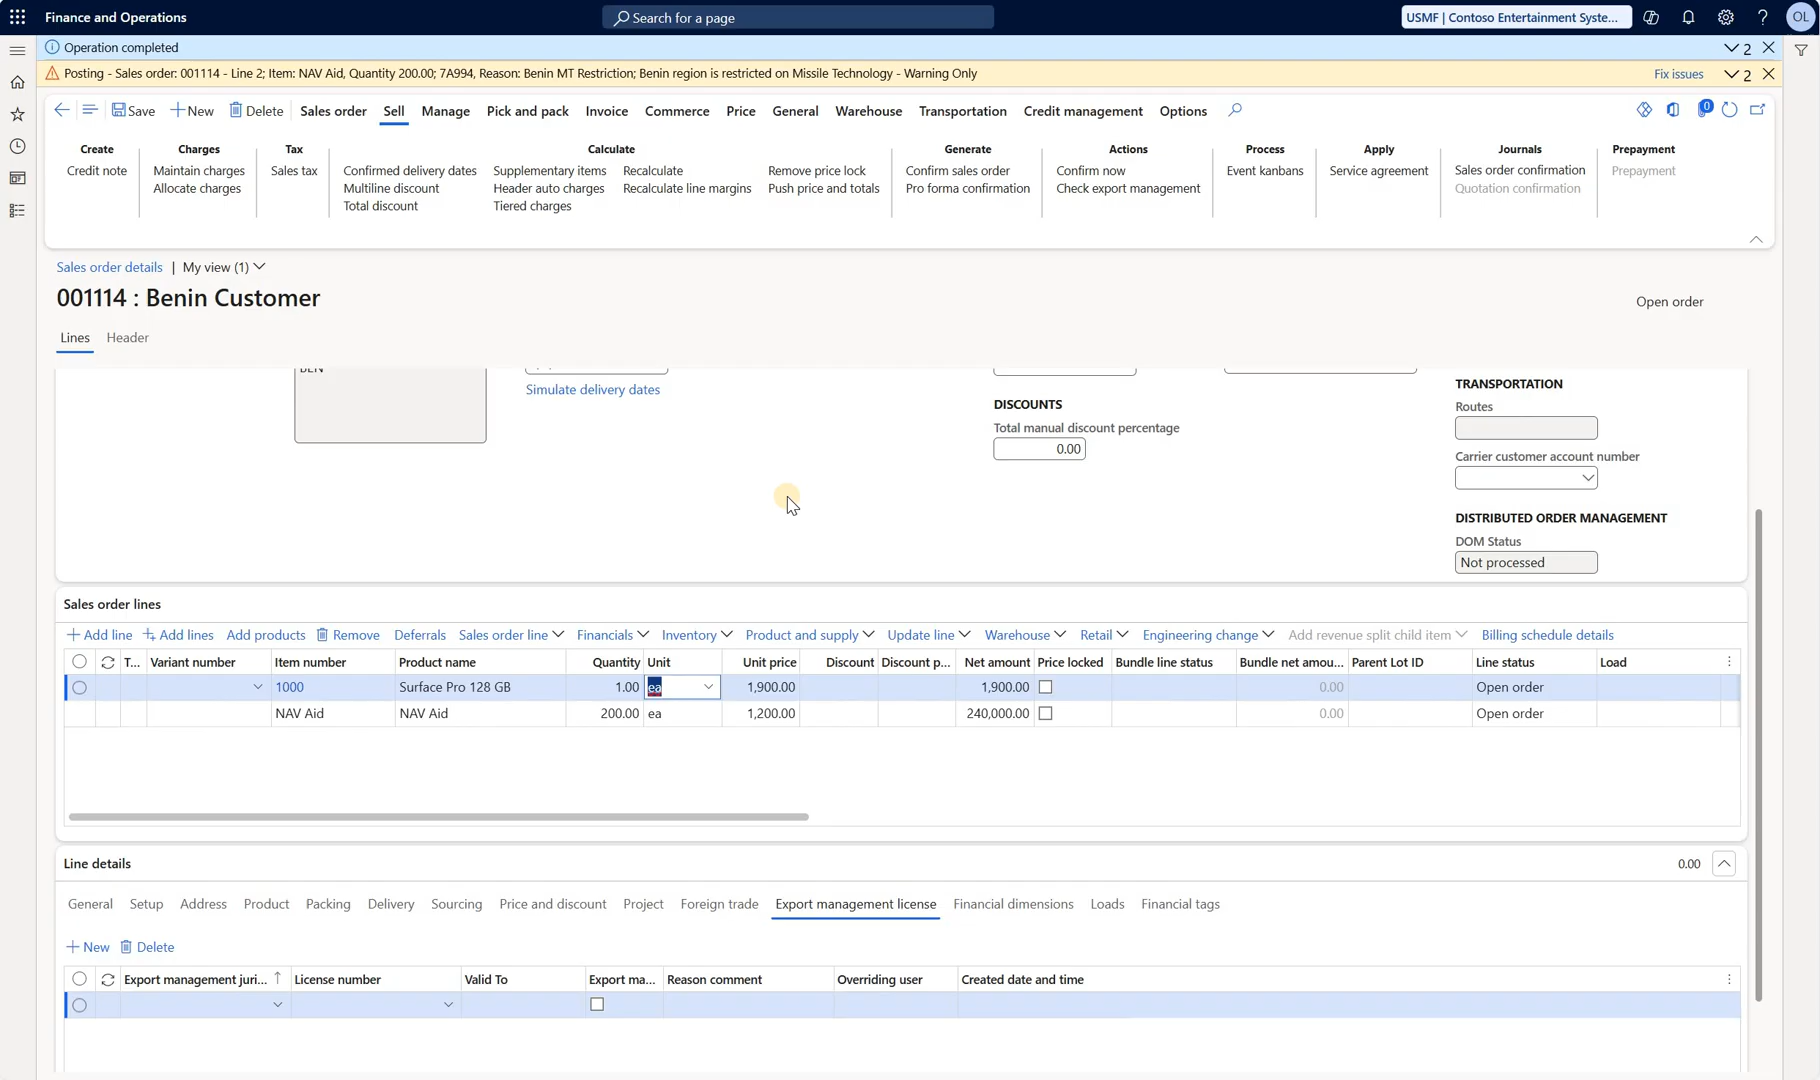 Finance and Operations
Search for a page
USMF | Contoso Entertainment Syste...
OL
Operation completed
2
Posting - Sales order: 001114 - Line 2; Item: NAV Aid, Quantity 200.00; 7A994, Reason: Benin MT Restriction; Benin region is restricted on Missile Technology - Warning Only
Fix issues
2
Save
New
Delete
Sales order
Sell
Manage
Pick and pack
Invoice
Commerce
Price
General
Warehouse
Transportation
Credit management
Options
0
Create
Credit note
Charges
Maintain charges
Allocate charges
Tax
Sales tax
Calculate
Confirmed delivery dates
Multiline discount
Total discount
Supplementary items
Header auto charges
Tiered charges
Recalculate
Recalculate line margins
Remove price lock
Push price and totals
Generate
Confirm sales order
Pro forma confirmation
Actions
Confirm now
Check export management
Process
Event kanbans
Apply
Service agreement
Journals
Sales order confirmation
Quotation confirmation
Prepayment
Prepayment
Sales order details | My view (1)
001114 : Benin Customer
Open order
Lines
Header
BEN
Simulate delivery dates
DISCOUNTS
Total manual discount percentage
0.00
TRANSPORTATION
Routes
Carrier customer account number
DISTRIBUTED ORDER MANAGEMENT
DOM Status
Not processed
Sales order lines
Add line
Add lines
Add products
Remove
Deferrals
Sales order line
Financials
Inventory
Product and supply
Update line
Warehouse
Retail
Engineering change
Add revenue split child item
Billing schedule details
T... Variant number Item number Product name Quantity Unit Unit price Discount Discount p... Net amount Price locked Bundle line status Bundle net amou... Parent Lot ID Line status Load
1000 Surface Pro 128 GB 1.00 ea 1,900.00 1,900.00 0.00 Open order
NAV Aid NAV Aid 200.00 ea 1,200.00 240,000.00 0.00 Open order
Line details
0.00
General
Setup
Address
Product
Packing
Delivery
Sourcing
Price and discount
Project
Foreign trade
Export management license
Financial dimensions
Loads
Financial tags
New
Delete
Export management juri... License number Valid To Export ma... Reason comment Overriding user Created date and time